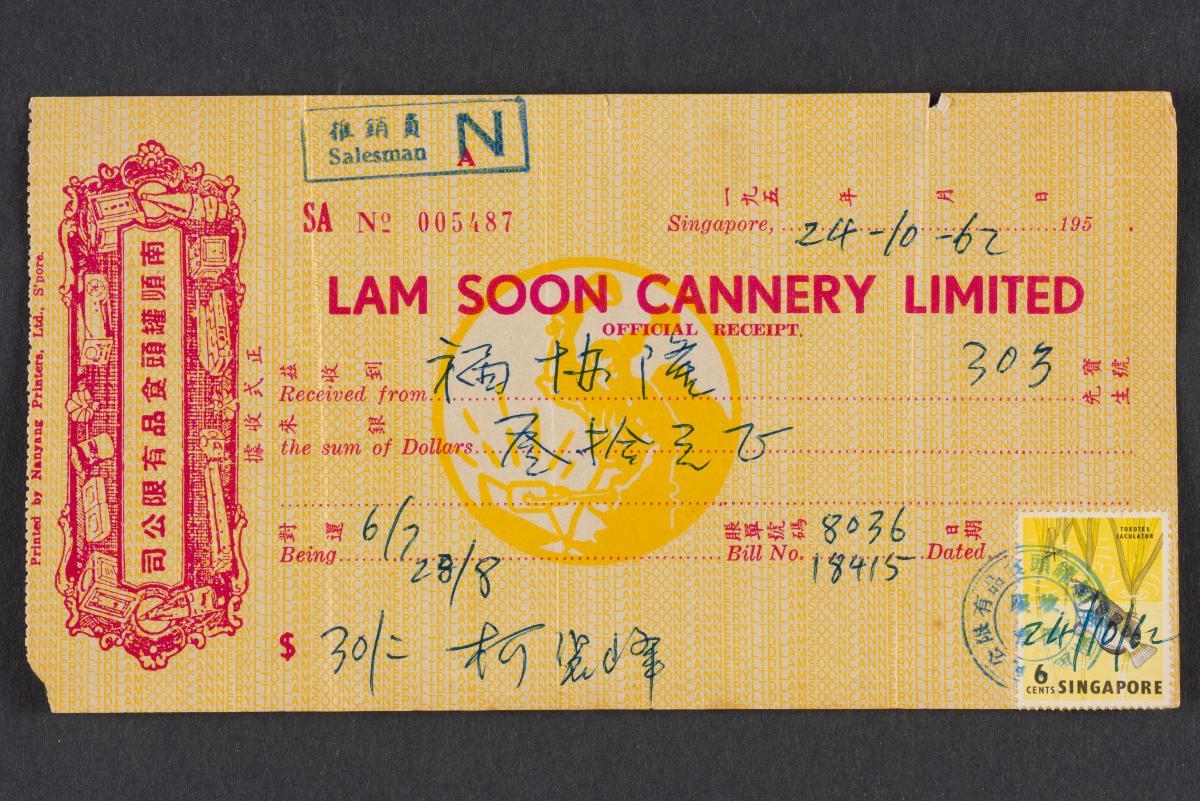 推銷員
Salesman N
A
SA Nº 005487
一九五 年 月 日
Singapore, 24-10-62 195 .
LAM SOON CANNERY LIMITED
OFFICIAL RECEIPT.
茲收到 福協隆 303 寶號先生
Received from
來銀 叁拾元正
the sum of Dollars
對還 6/7 賬單號碼 8036 日期
Being 28/8 Bill No. 18415 Dated
$ 30/=
南順罐頭食品有限公司
正式收據
Printed by Nanyang Printers, Ltd., S'pore.
TOXOTES
JACULATOR
24/10/62
6
CENTS SINGAPORE